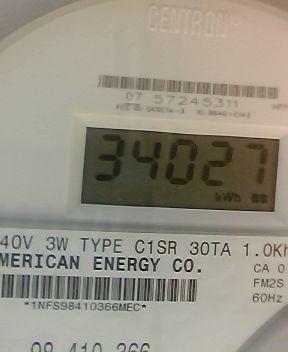 CENTRON®
07 57245311
34027
kWh
40V 3W TYPE C1SR 30TA 1.0Kh
MERICAN ENERGY CO.
CA 0
FM2S
60Hz
*1NFS98410366MEC*
98 410 366